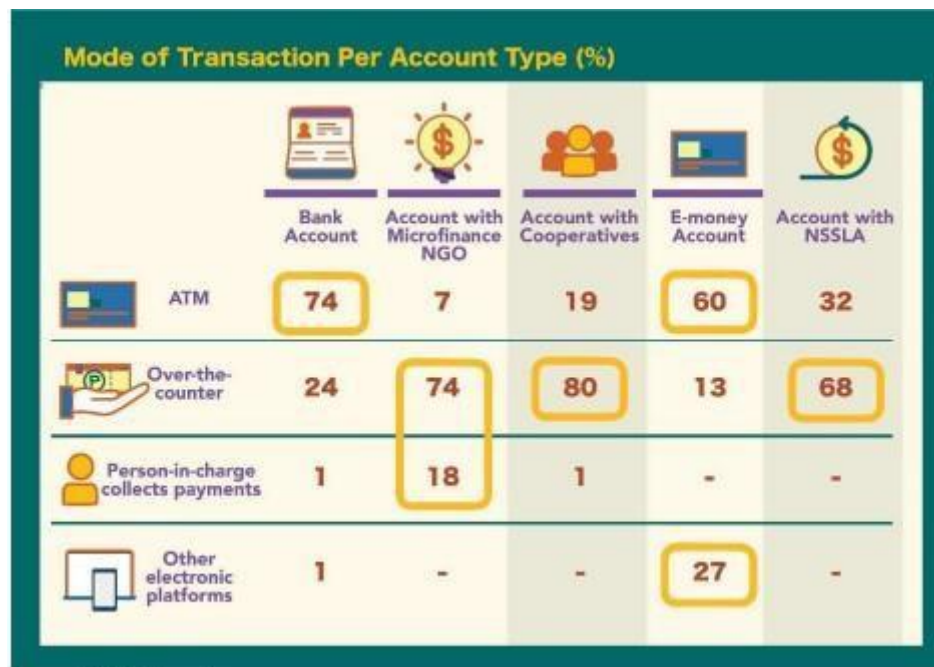 Mode of Transaction Per Account Type (%)
Bank
Account
Account with
Microfinance
NGO
Account with
Cooperatives
E-money
Account
Account with
NSSLA
ATM 74 7 19 60 32
Over-the-
counter
24 74 80 13 68
Person-in-charge
collects payments
1 18 1 - -
Other
electronic
platforms
1 - - 27 -